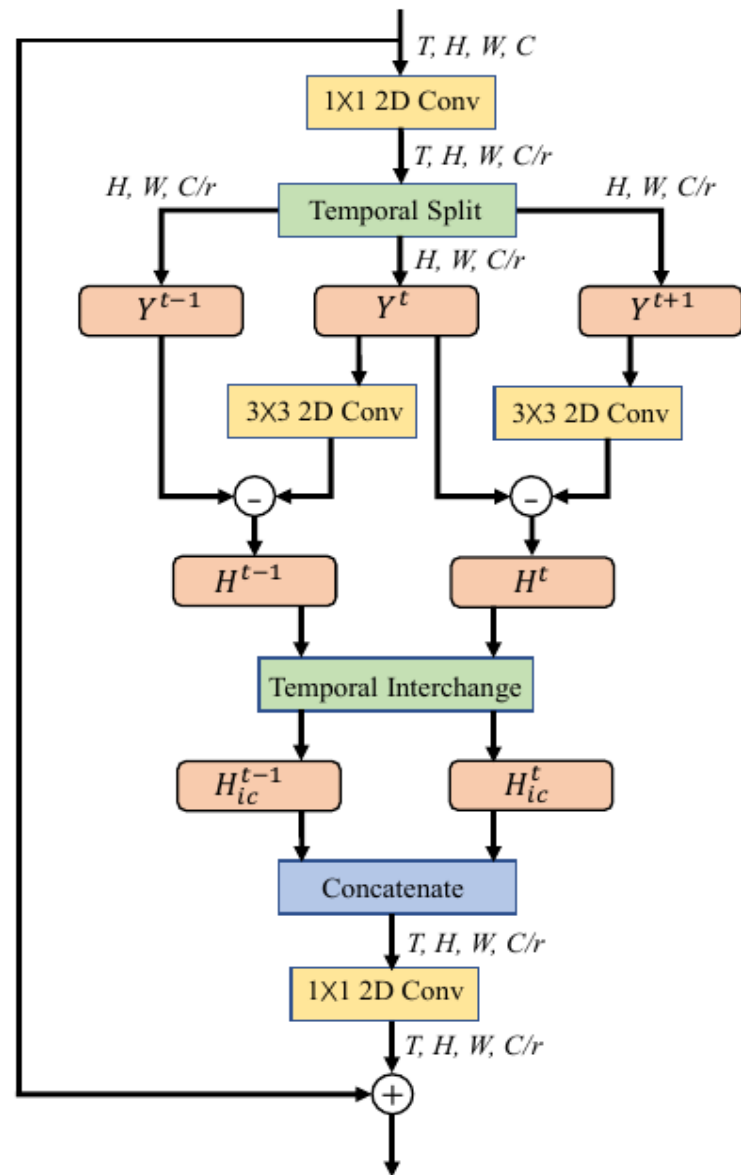 T, H, W, C
1X1 2D Conv
T, H, W, C/r
H, W, C/r
H, W, C/r
Temporal Split
H, W, C/r
Y^{t-1}
Y^{t}
Y^{t+1}
3X3 2D Conv
3X3 2D Conv
-
-
H^{t-1}
H^{t}
Temporal Interchange
H_{ic}^{t-1}
H_{ic}^{t}
Concatenate
T, H, W, C/r
1X1 2D Conv
T, H, W, C/r
+